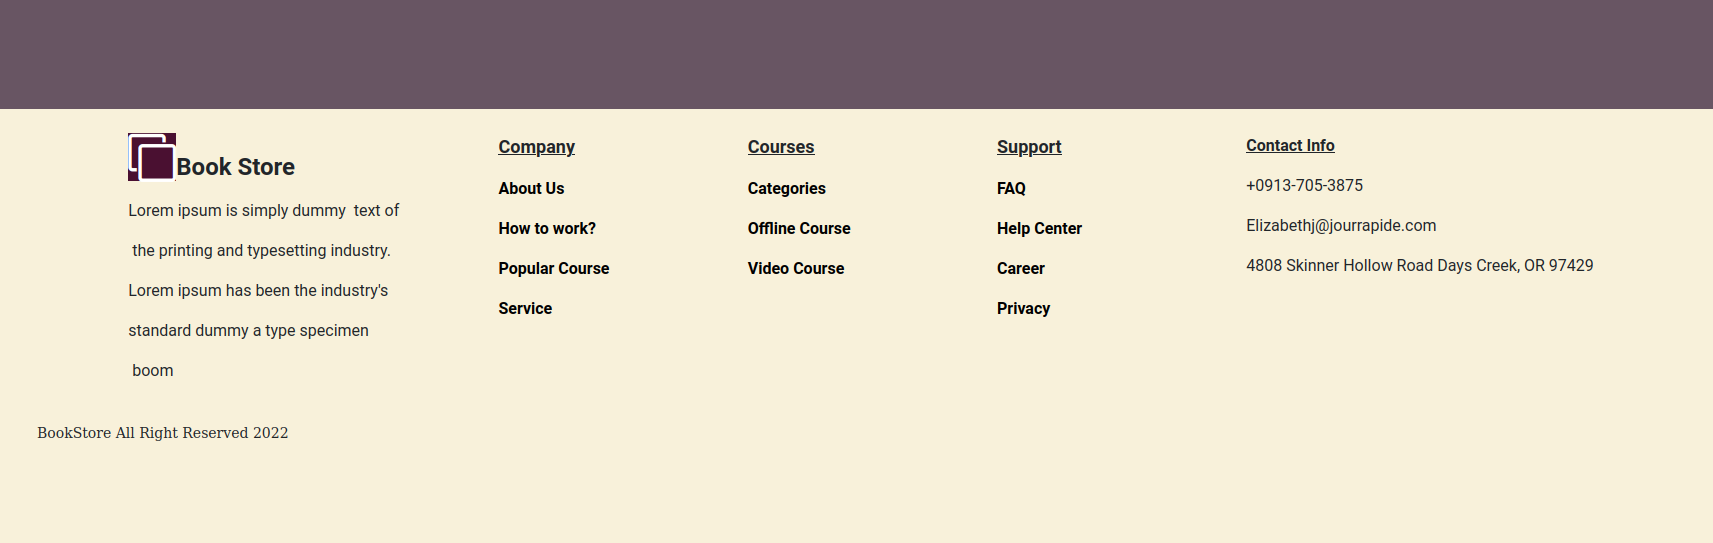 Book Store
Lorem ipsum is simply dummy text of
the printing and typesetting industry.
Lorem ipsum has been the industry's
standard dummy a type specimen
boom
Company
About Us
How to work?
Popular Course
Service
Courses
Categories
Offline Course
Video Course
Support
FAQ
Help Center
Career
Privacy
Contact Info
+0913-705-3875
Elizabethj@jourrapide.com
4808 Skinner Hollow Road Days Creek, OR 97429
BookStore All Right Reserved 2022